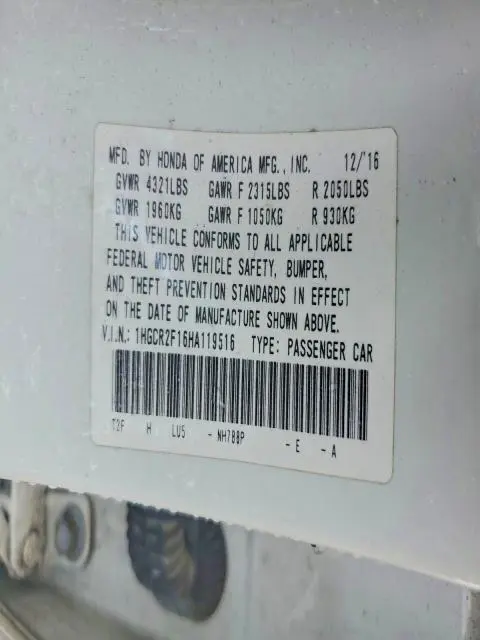 MFD. BY HONDA OF AMERICA MFG., INC. 12/'16
GVWR 4321LBS GAWR F 2315LBS R 2050LBS
GVWR 1960KG GAWR F 1050KG R 930KG
THIS VEHICLE CONFORMS TO ALL APPLICABLE
FEDERAL MOTOR VEHICLE SAFETY, BUMPER,
AND THEFT PREVENTION STANDARDS IN EFFECT
ON THE DATE OF MANUFACTURE SHOWN ABOVE.
V.I.N.: 1HGCR2F16HA119516 TYPE: PASSENGER CAR
T2F H LU5 - NH788P - E - A